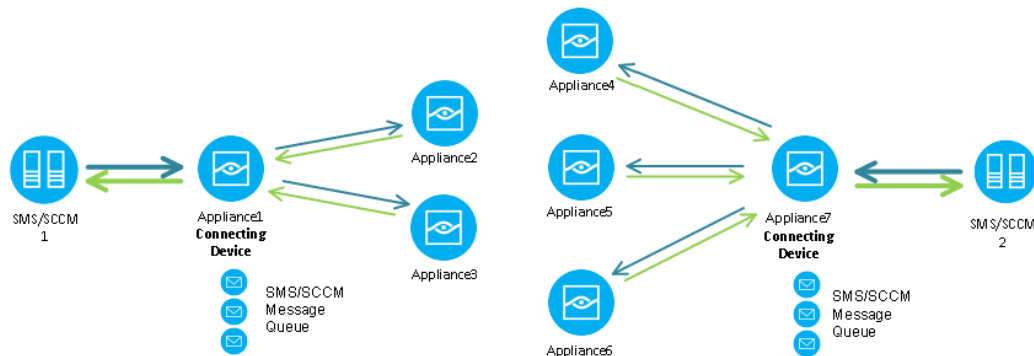 SMS/SCCM
1
Appliance1
Connecting
Device
SMS/SCCM
Message
Queue
Appliance2
Appliance3
Appliance4
Appliance5
Appliance6
Appliance7
Connecting
Device
SMS/SCCM
Message
Queue
SMS/SCCM
2